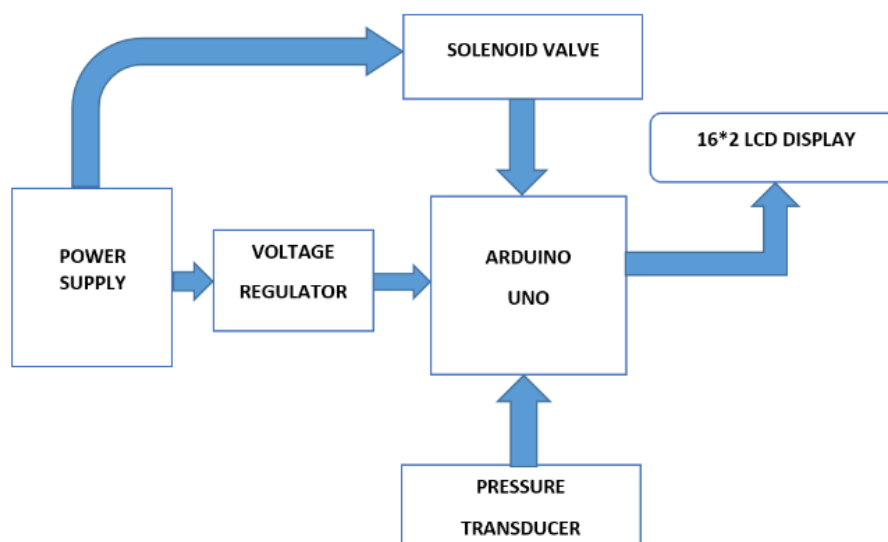 SOLENOID VALVE
16*2 LCD DISPLAY
POWER
SUPPLY
VOLTAGE
REGULATOR
ARDUINO
UNO
PRESSURE
TRANSDUCER